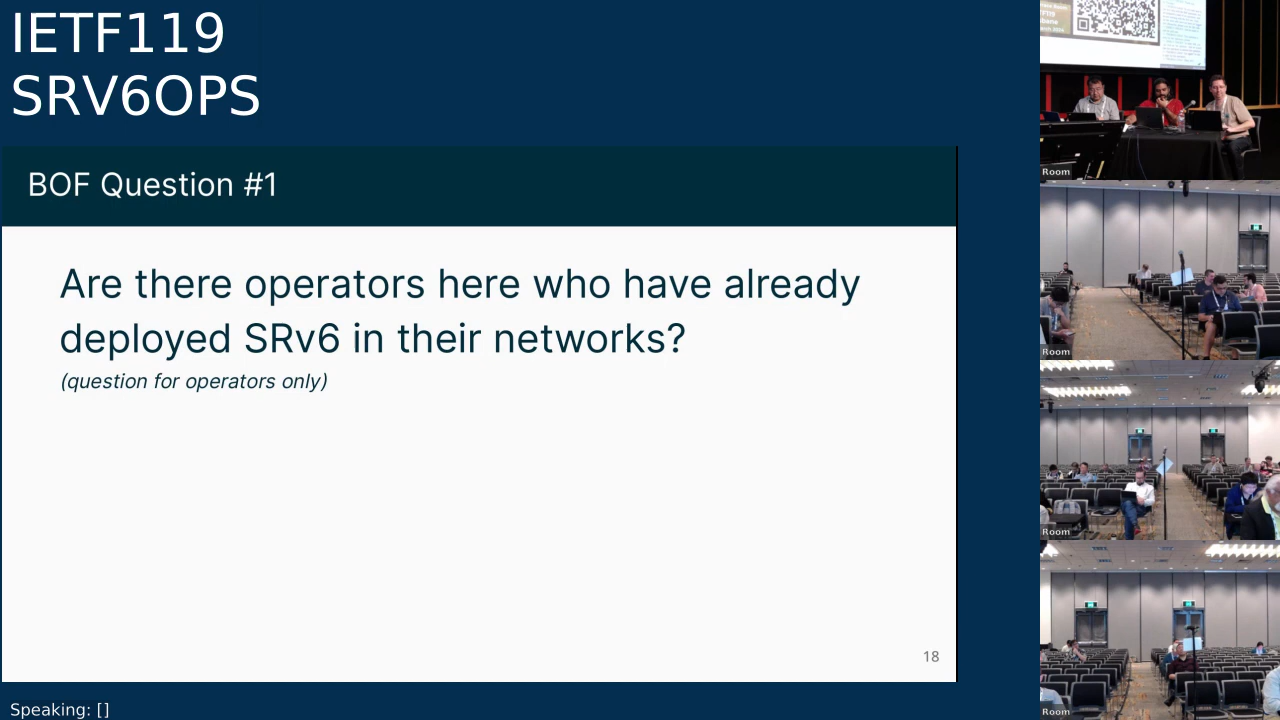 IETF119
SRV6OPS
BOF Question #1
Are there operators here who have already
deployed SRv6 in their networks?
(question for operators only)
18
Speaking: []
Room
Room
Room
Room